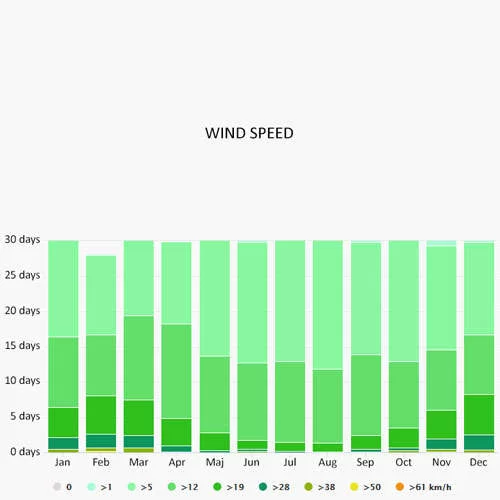 WIND SPEED
30 days
25 days
20 days
15 days
10 days
5 days
0 days
Jan Feb Mar Apr Maj Jun Jul Aug Sep Oct Nov Dec
0 >1 >5 >12 >19 >28 >38 >50 >61 km/h